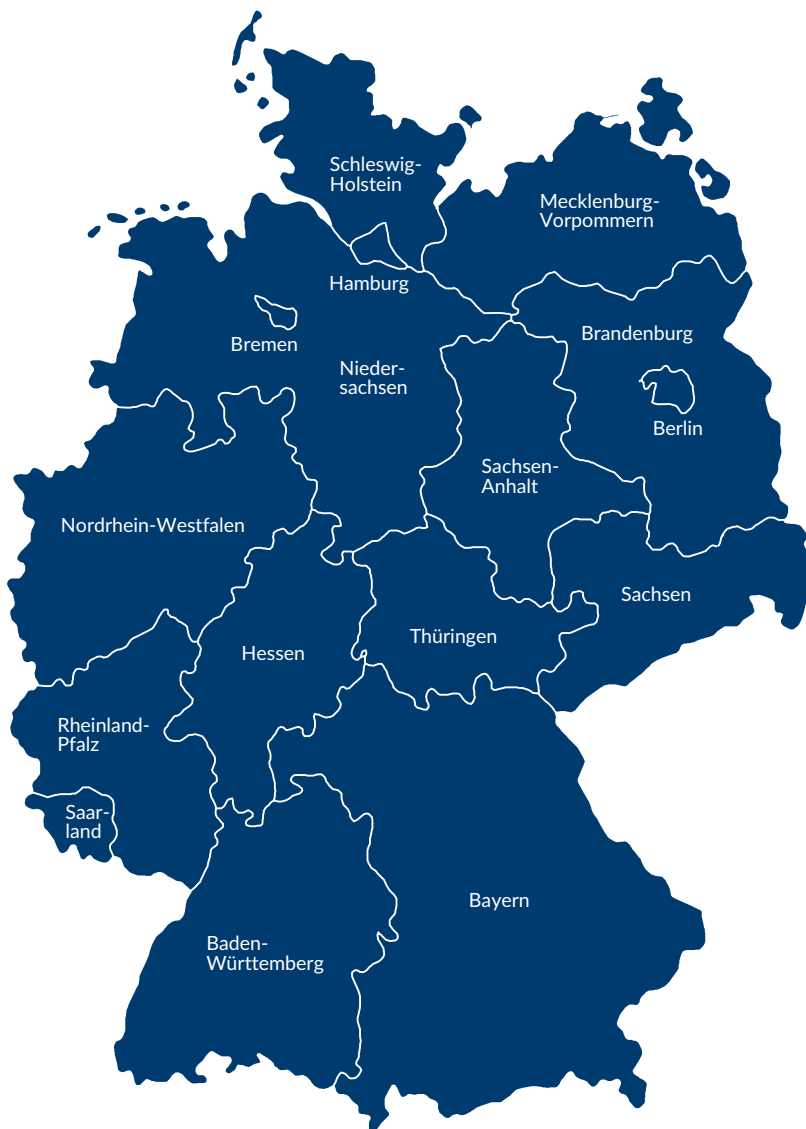 Schleswig-
Holstein
Mecklenburg-
Vorpommern
Hamburg
Bremen
Brandenburg
Nieder-
sachsen
Berlin
Sachsen-
Anhalt
Nordrhein-Westfalen
Sachsen
Thüringen
Hessen
Rheinland-
Pfalz
Saar-
land
Bayern
Baden-
Württemberg